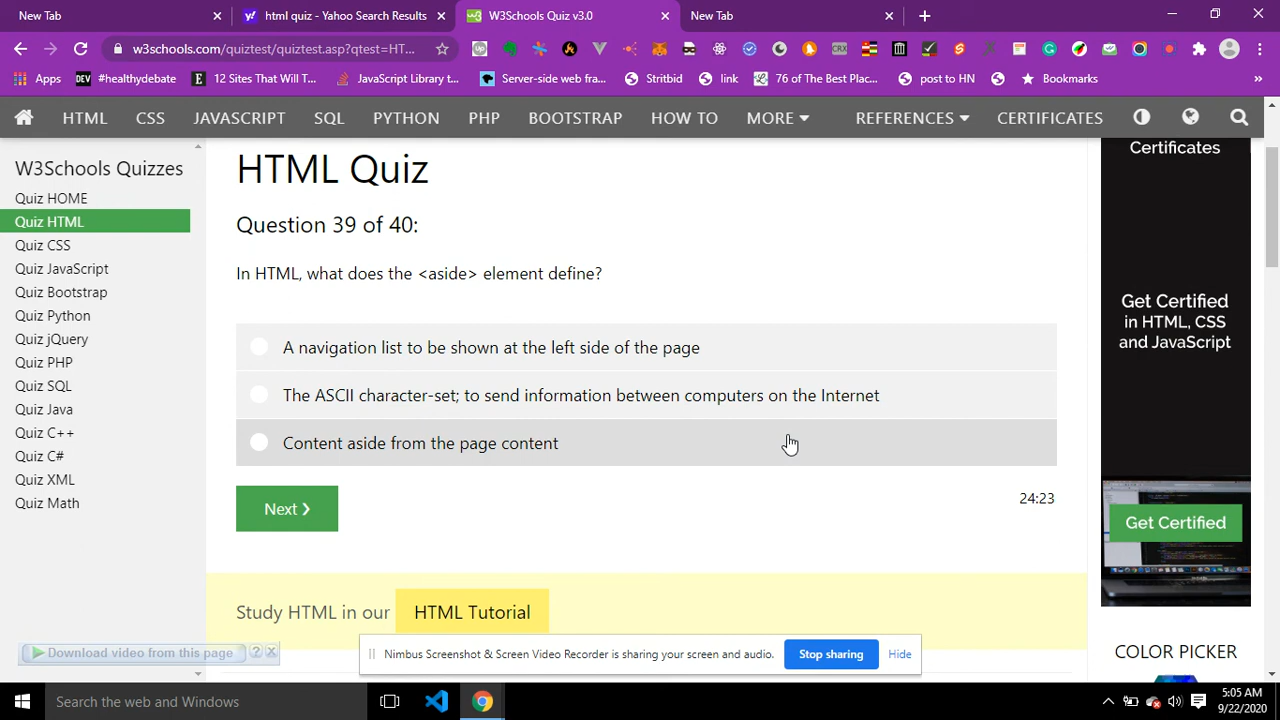 New Tab
html quiz - Yahoo Search Results
W3Schools Quiz v3.0
New Tab
w3schools.com/quiztest/quiztest.asp?qtest=HT...
Apps
DEV #healthydebate
E 12 Sites That Will T...
JavaScript Library t...
Server-side web fra...
Stritbid
link
76 of The Best Plac...
post to HN
Bookmarks
HTML CSS JAVASCRIPT SQL PYTHON PHP BOOTSTRAP HOW TO MORE REFERENCES CERTIFICATES
W3Schools Quizzes
Quiz HOME
Quiz HTML
Quiz CSS
Quiz JavaScript
Quiz Bootstrap
Quiz Python
Quiz jQuery
Quiz PHP
Quiz SQL
Quiz Java
Quiz C++
Quiz C#
Quiz XML
Quiz Math
HTML Quiz
Question 39 of 40:
In HTML, what does the <aside> element define?
A navigation list to be shown at the left side of the page
The ASCII character-set; to send information between computers on the Internet
Content aside from the page content
Next ❯
24:23
Study HTML in our HTML Tutorial
Certificates
Get Certified
in HTML, CSS
and JavaScript
Get Certified
COLOR PICKER
Download video from this page ? X
Nimbus Screenshot & Screen Video Recorder is sharing your screen and audio. Stop sharing Hide
Search the web and Windows
5:05 AM
9/22/2020